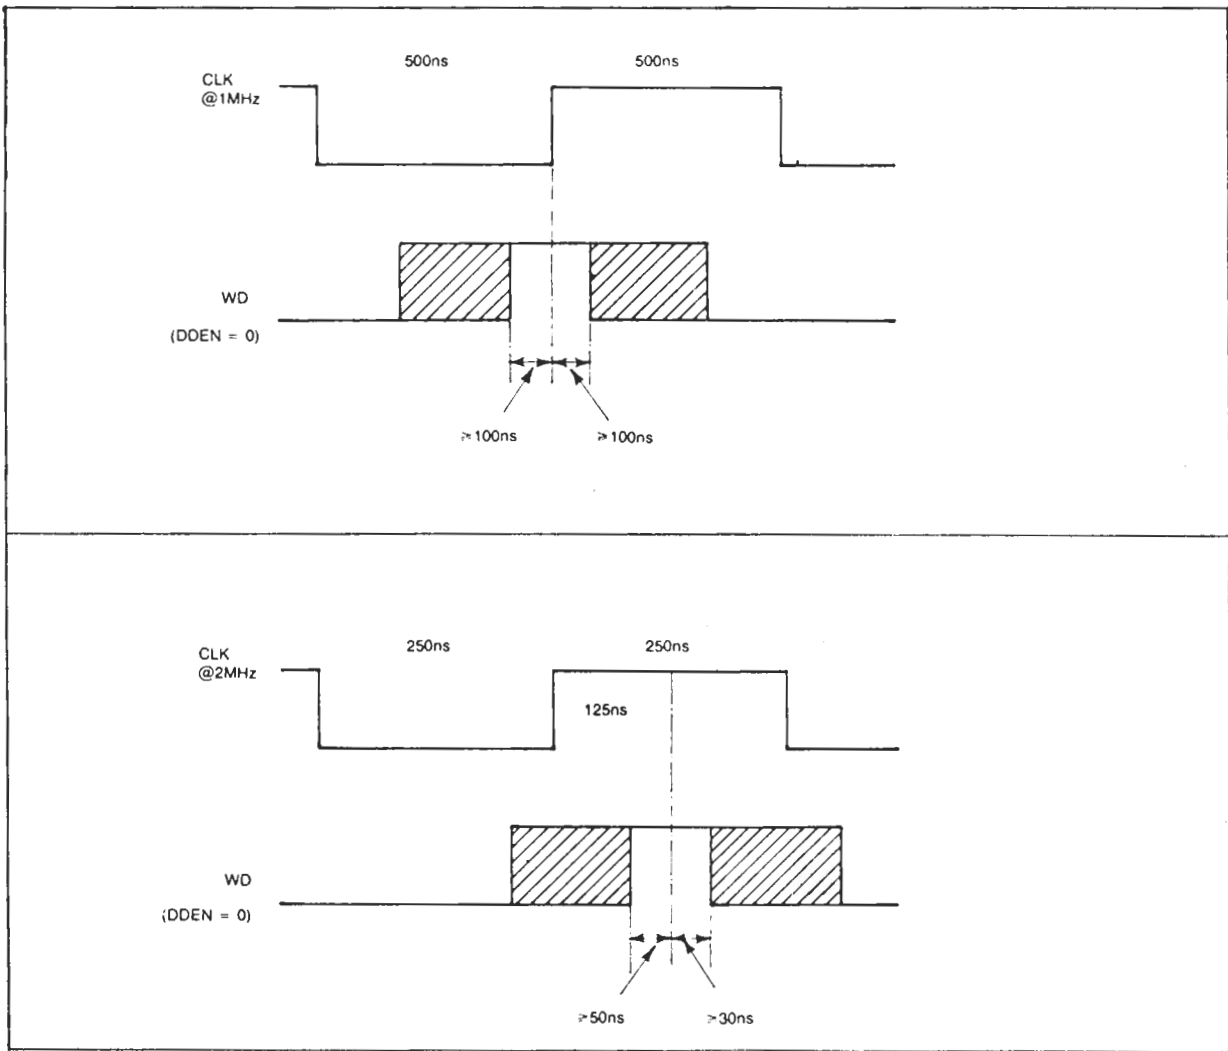 500ns 500ns
CLK
@1MHz
WD
(DDEN = 0)
≥100ns ≥100ns
250ns 250ns
CLK
@2MHz
125ns
WD
(DDEN = 0)
≥50ns ≥30ns